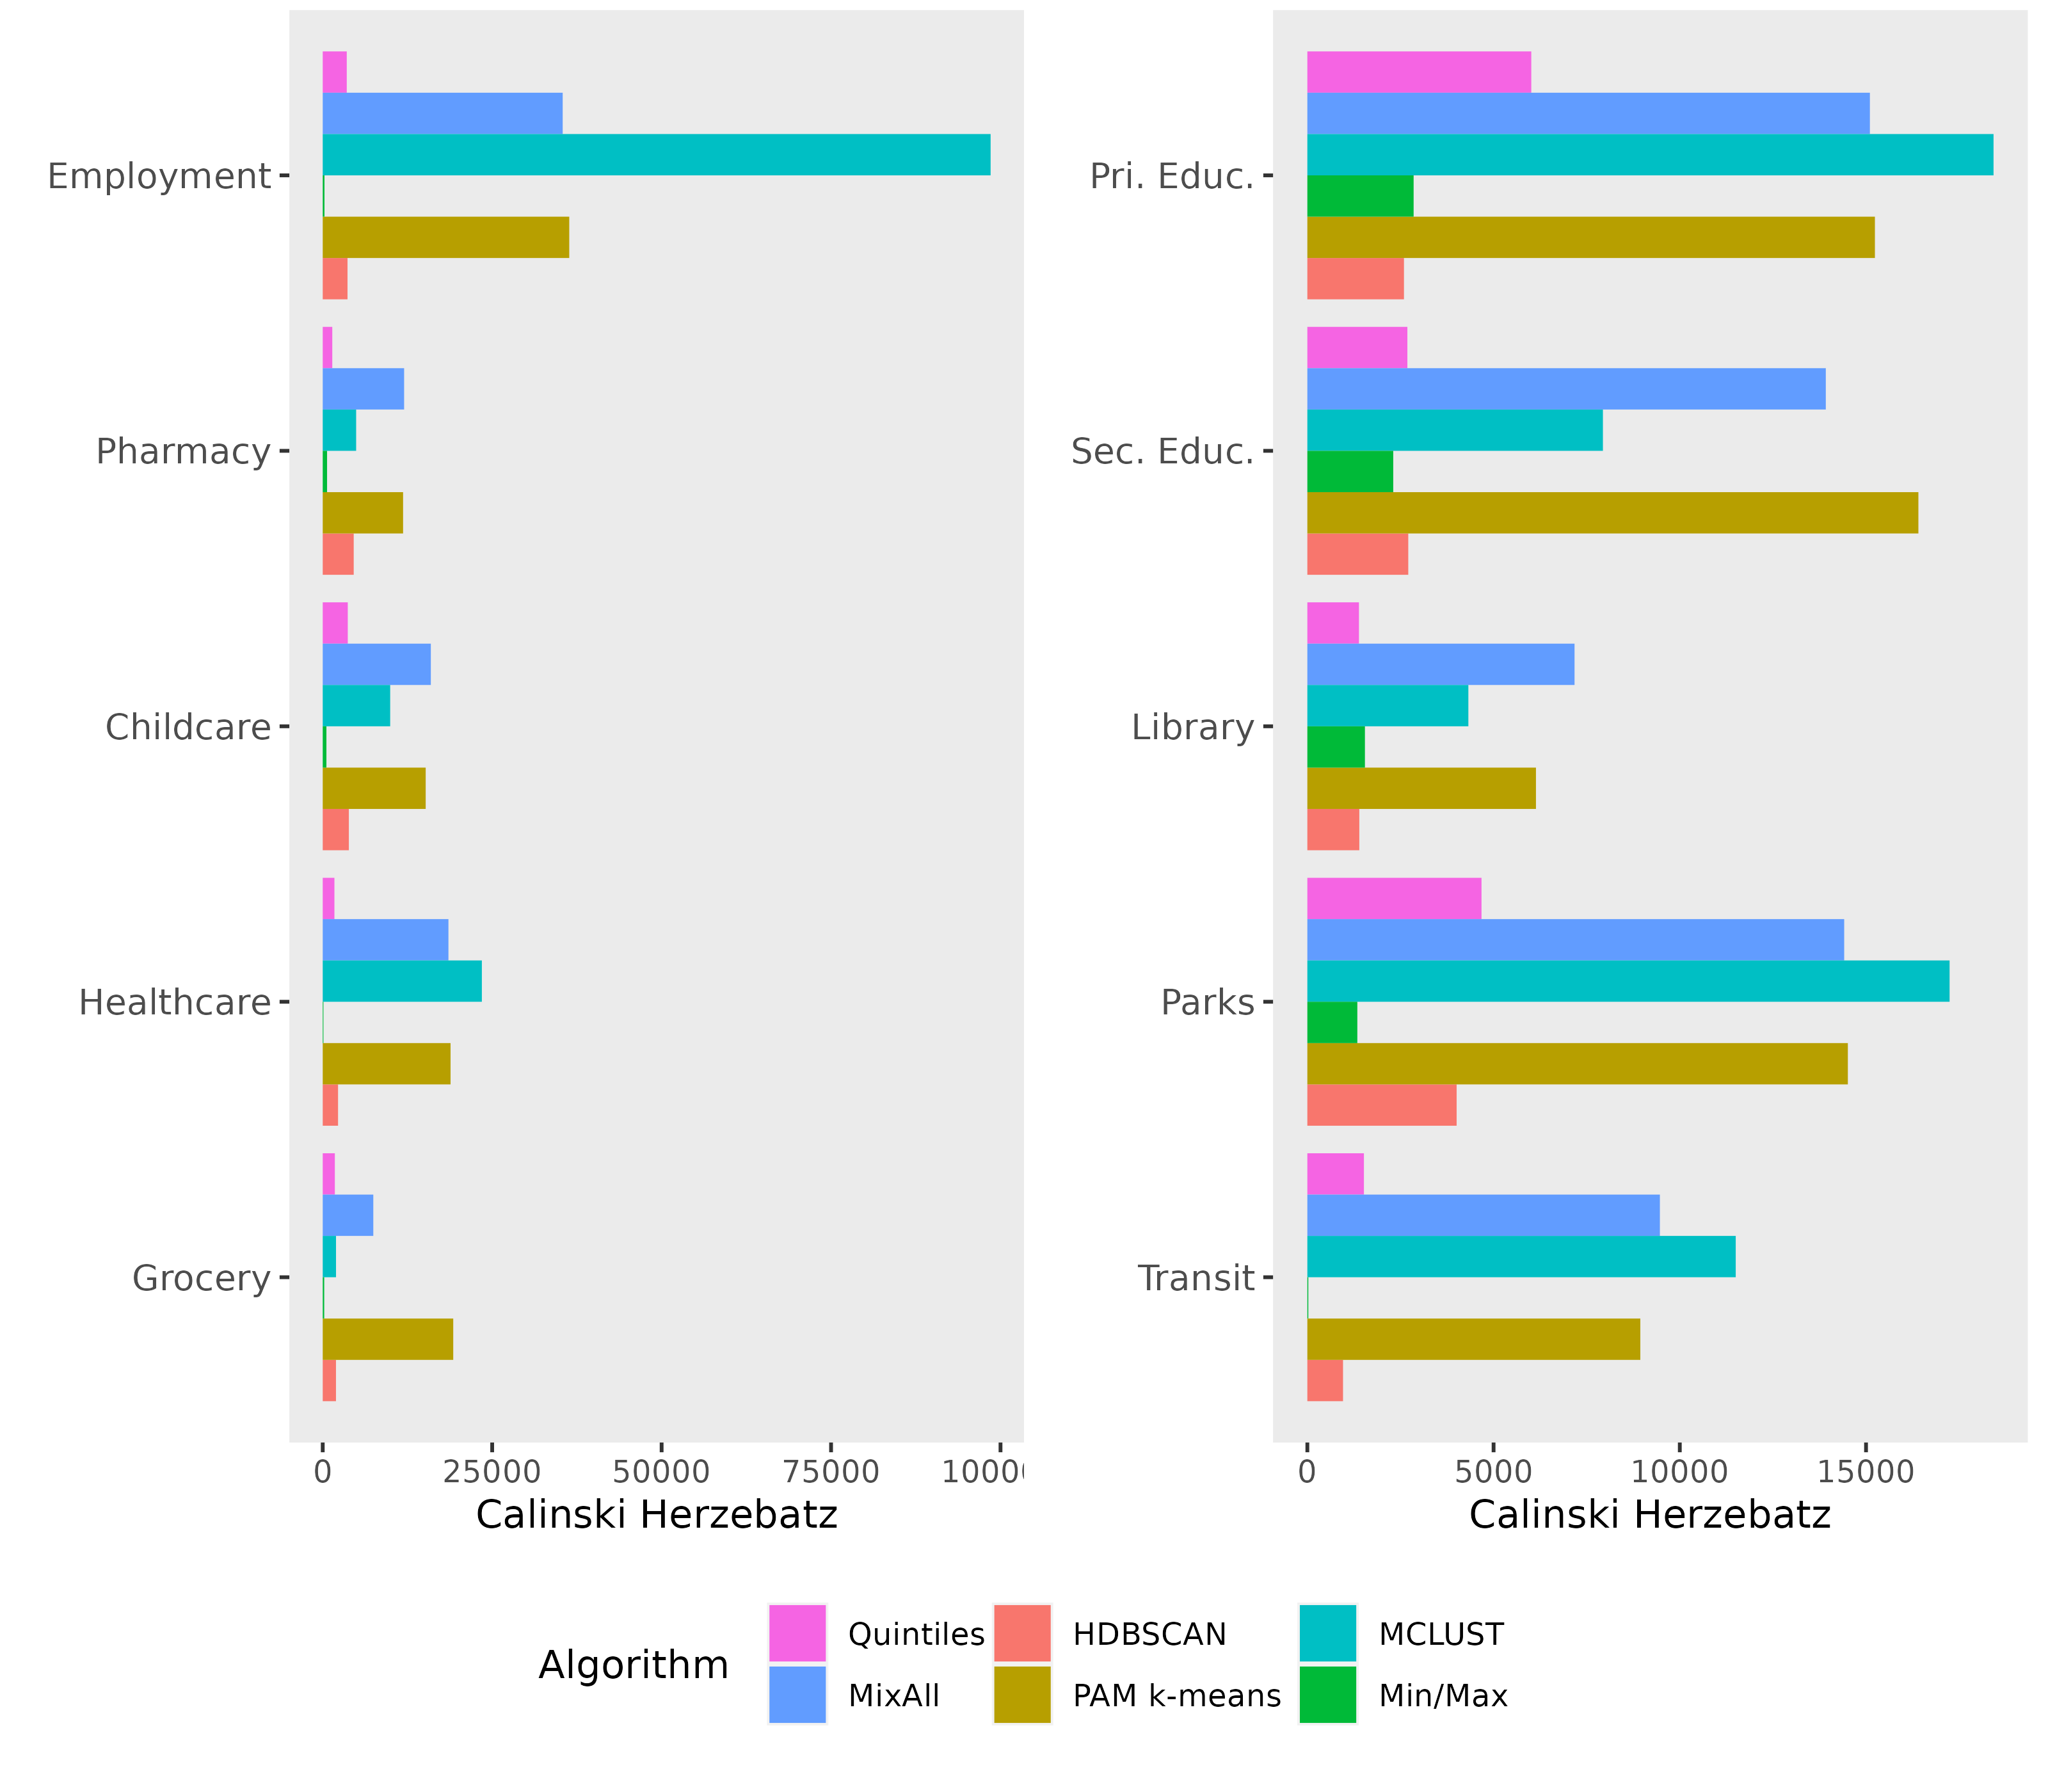 Employment
Pharmacy
Childcare
Healthcare
Grocery
0 25000 50000 75000 10000
Calinski Herzebatz
Pri. Educ.
Sec. Educ.
Library
Parks
Transit
0 5000 10000 15000
Calinski Herzebatz
Algorithm
Quintiles HDBSCAN MCLUST
MixAll PAM k-means Min/Max